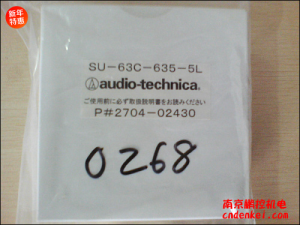 新年
特惠
SU-63C-635-5L
audio-technica®
ご使用前に必ず取扱説明書をお読みください
P#2704-02430
0268
南京鹏控机电
cndenkei.com